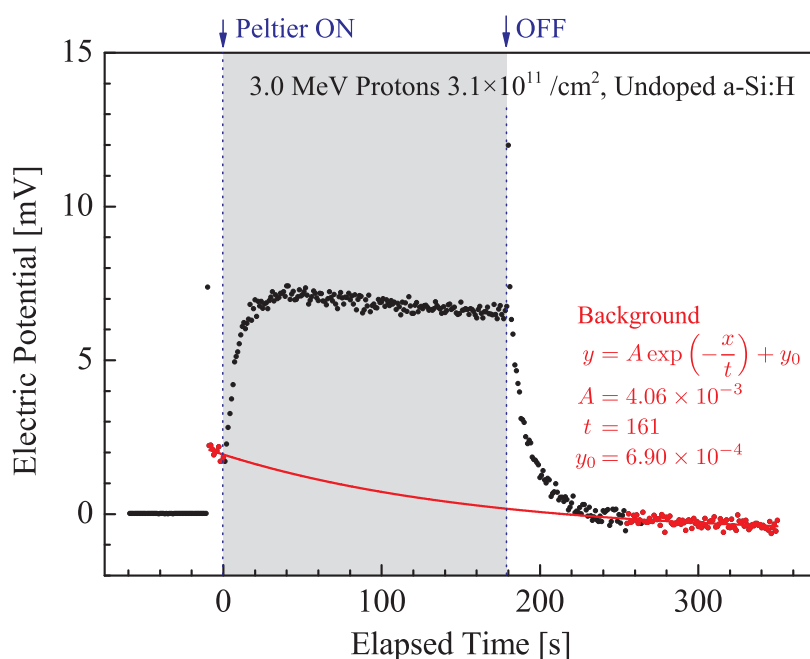 Peltier ON OFF
3.0 MeV Protons 3.1×10¹¹ /cm², Undoped a-Si:H
15
10
5
0
Electric Potential [mV]
Background
y = A exp (−x/t) + y₀
A = 4.06 × 10⁻³
t = 161
y₀ = 6.90 × 10⁻⁴
0 100 200 300
Elapsed Time [s]